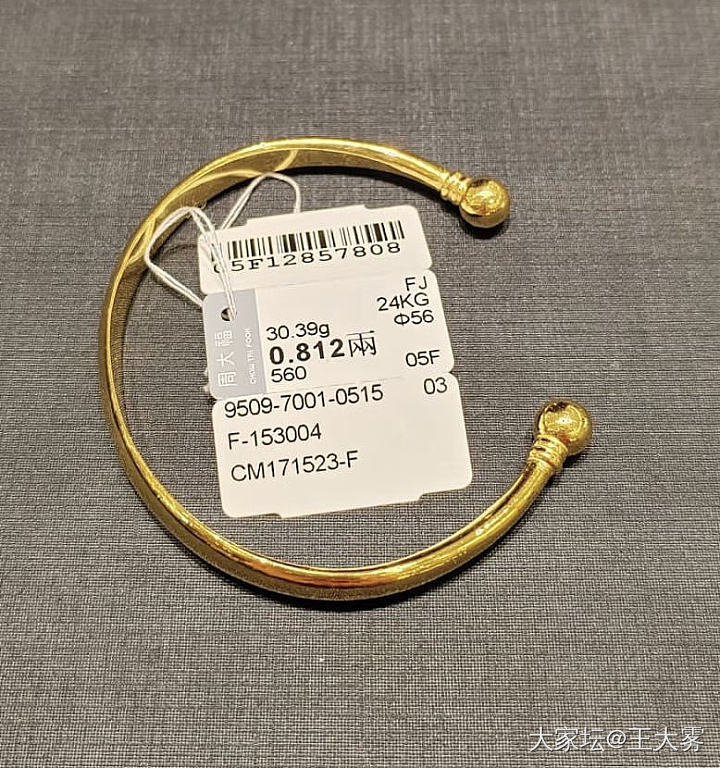 05F12857808
FJ
24KG
Φ56
30.39g
0.812兩
560
05F
周大福
CHOW TAI FOOK
9509-7001-0515
03
F-153004
CM171523-F
大家坛@王大雾